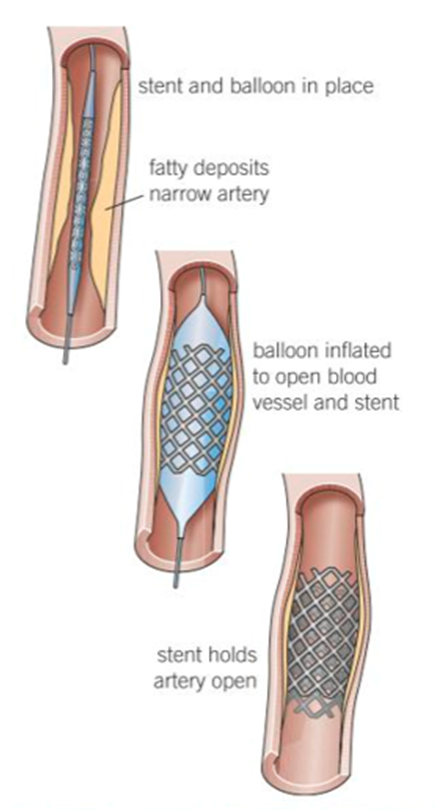 stent and balloon in place
fatty deposits
narrow artery
balloon inflated
to open blood
vessel and stent
stent holds
artery open